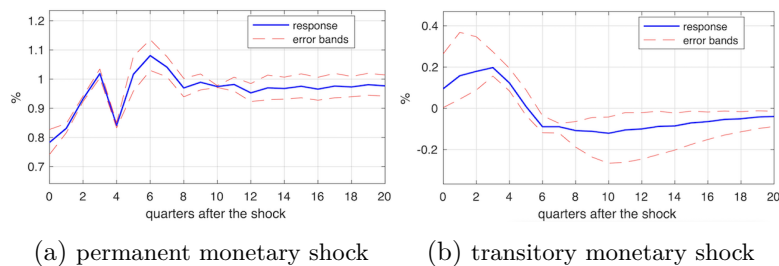 response
error bands
1.2
1.1
1
0.9
0.8
0.7
%
0 2 4 6 8 10 12 14 16 18 20
quarters after the shock
(a) permanent monetary shock
response
error bands
0.4
0.2
0
-0.2
%
0 2 4 6 8 10 12 14 16 18 20
quarters after the shock
(b) transitory monetary shock